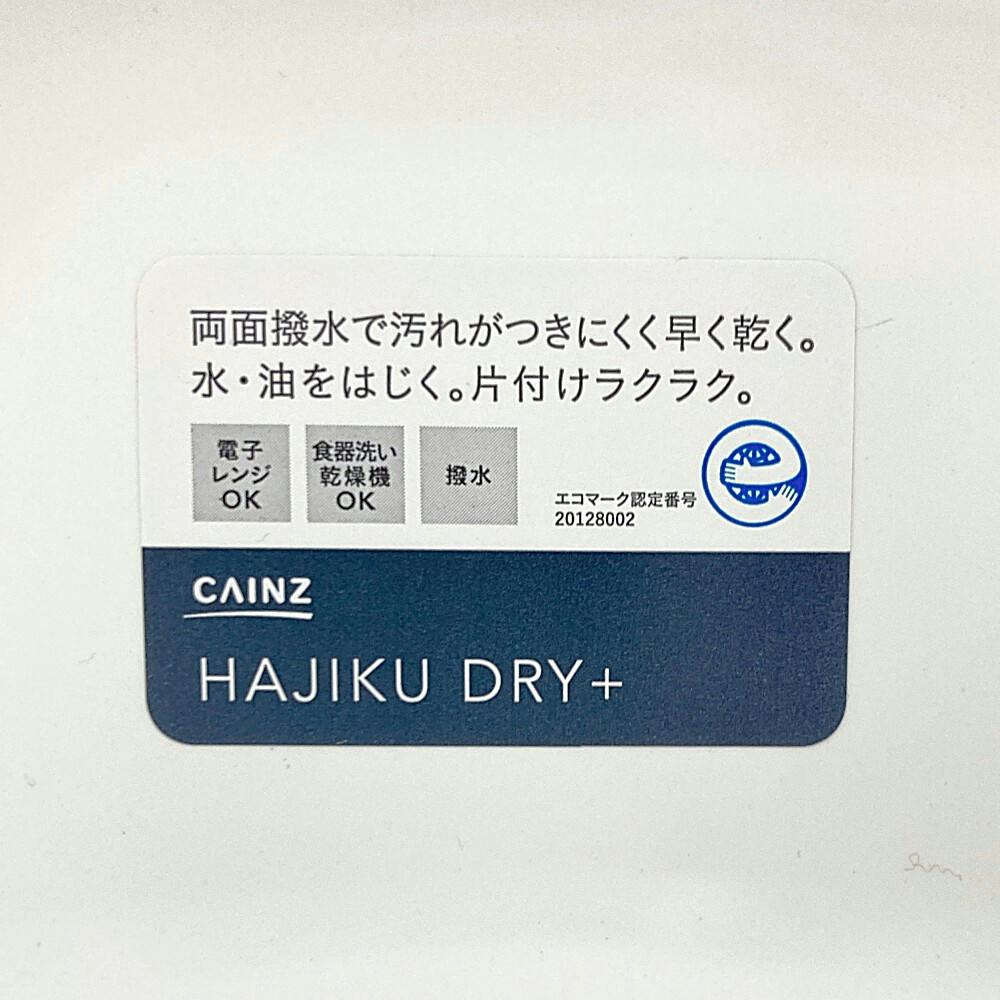 両面撥水で汚れがつきにくく早く乾く。
水・油をはじく。片付けラクラク。
電子
レンジ
OK
食器洗い
乾燥機
OK
撥水
エコマーク認定番号
20128002
CAINZ
HAJIKU DRY+